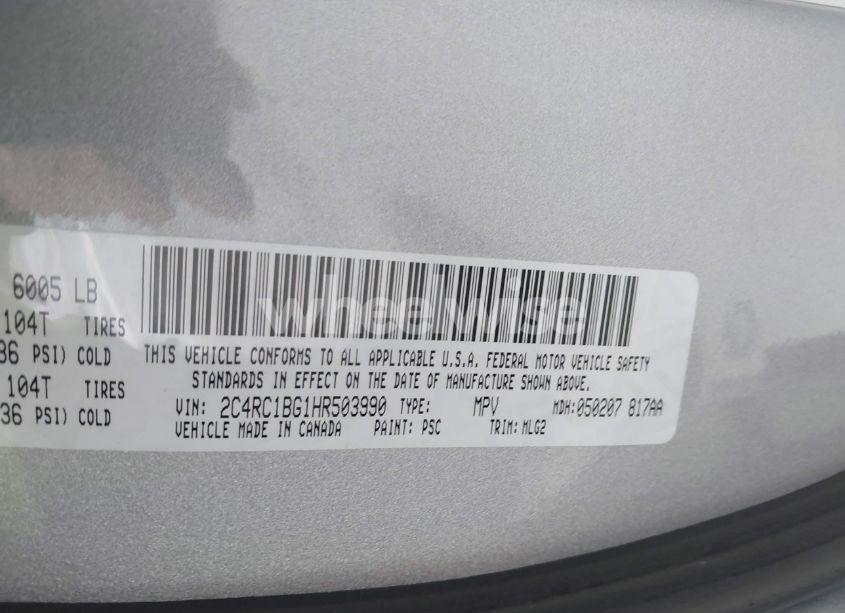 6005 LB
104T TIRES
36 PSI) COLD
104T TIRES
36 PSI) COLD
wheelwise
THIS VEHICLE CONFORMS TO ALL APPLICABLE U.S.A. FEDERAL MOTOR VEHICLE SAFETY
STANDARDS IN EFFECT ON THE DATE OF MANUFACTURE SHOWN ABOVE.
VIN: 2C4RC1BG1HR503990 TYPE: MPV MDH:050207 817AA
VEHICLE MADE IN CANADA PAINT: PSC TRIM: MLG2